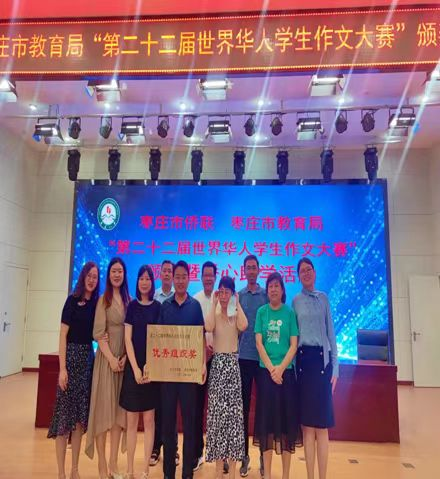 庄市教育局“第二十二届世界华人学生作文大赛”颁
枣庄市侨联 枣庄市教育局
“第二十二届世界华人学生作文大赛”
暨 心 学活
优秀组织奖